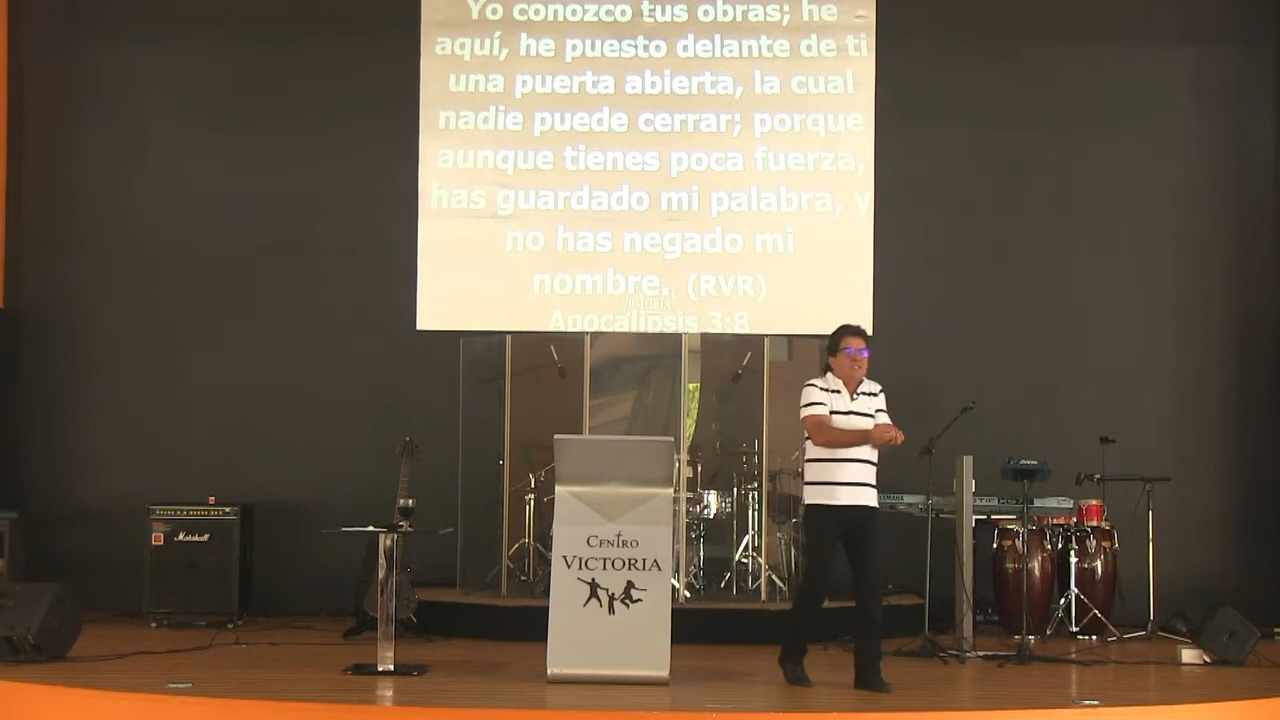 Yo conozco tus obras; he
aquí, he puesto delante de ti
una puerta abierta, la cual
nadie puede cerrar; porque
aunque tienes poca fuerza,
has guardado mi palabra, y
no has negado mi
nombre. (RVR)
VICTORIA
Apocalipsis 3:8
Marshall
CENTRO
VICTORIA
YAMAHA